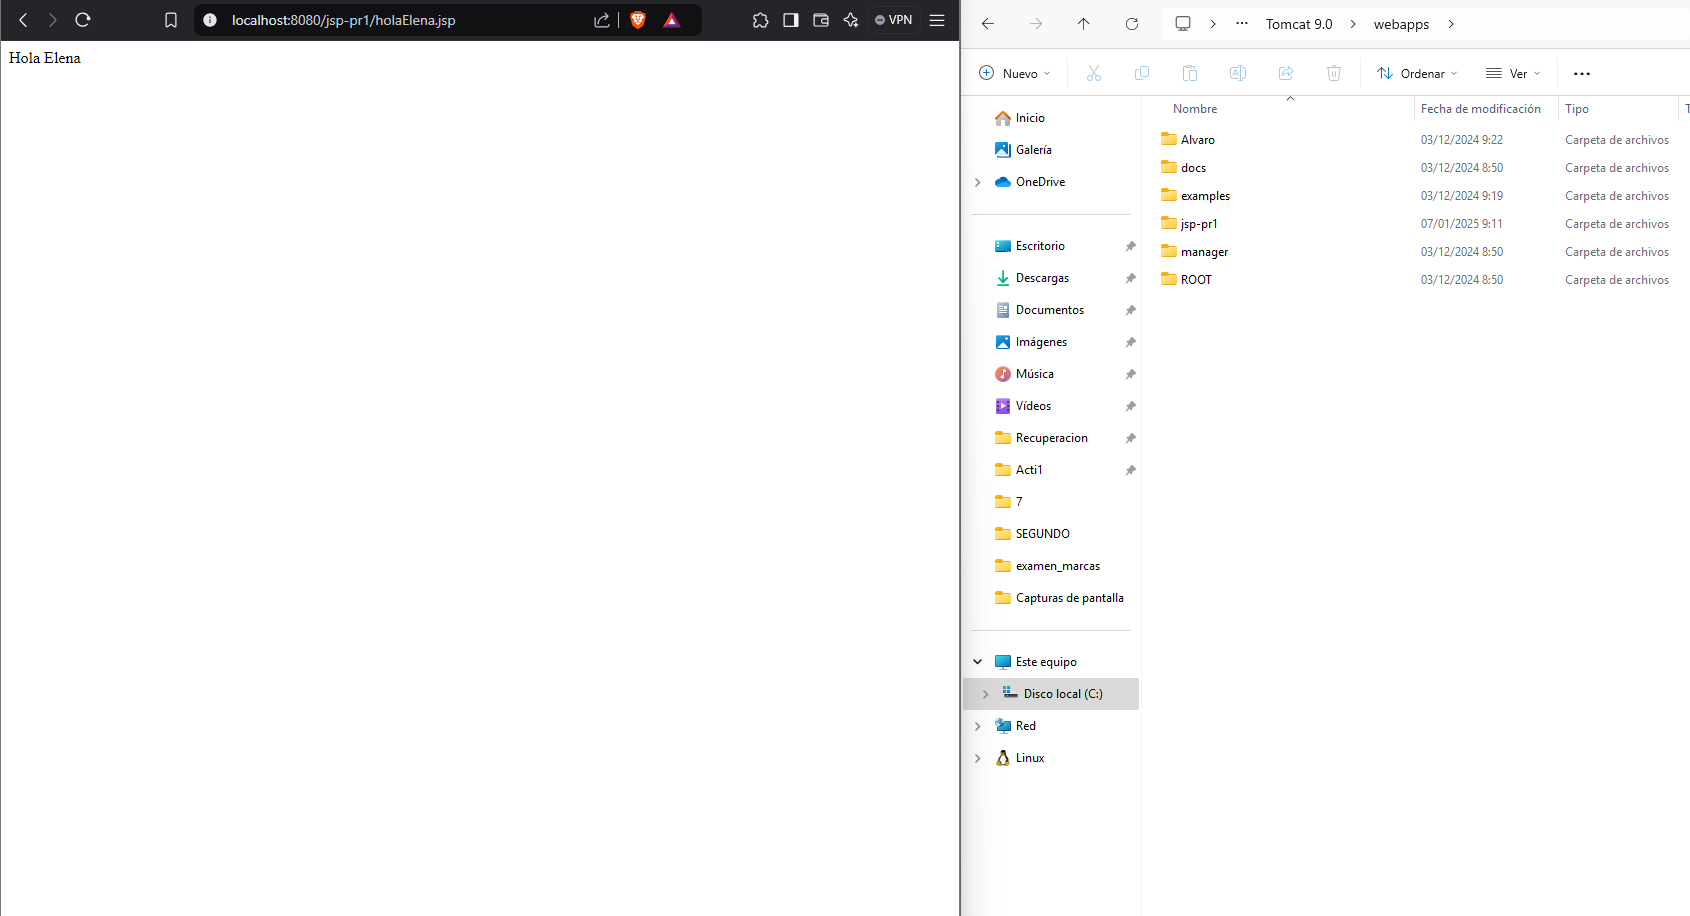 localhost:8080/jsp-pr1/holaElena.jsp
VPN
Hola Elena
Tomcat 9.0
webapps
Nuevo
Ordenar
Ver
Inicio
Galería
OneDrive
Escritorio
Descargas
Documentos
Imágenes
Música
Vídeos
Recuperacion
Acti1
7
SEGUNDO
examen_marcas
Capturas de pantalla
Este equipo
Disco local (C:)
Red
Linux
Nombre Fecha de modificación Tipo T
Alvaro 03/12/2024 9:22 Carpeta de archivos
docs 03/12/2024 8:50 Carpeta de archivos
examples 03/12/2024 9:19 Carpeta de archivos
jsp-pr1 07/01/2025 9:11 Carpeta de archivos
manager 03/12/2024 8:50 Carpeta de archivos
ROOT 03/12/2024 8:50 Carpeta de archivos